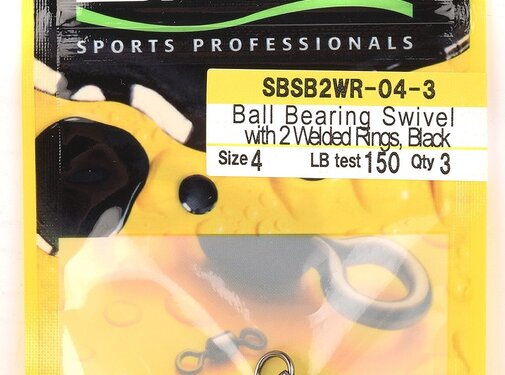 SPORTS PROFESSIONALS
SBSB2WR-04-3
Ball Bearing Swivel
with 2 Welded Rings, Black
Size 4 LB test 150 Qty 3